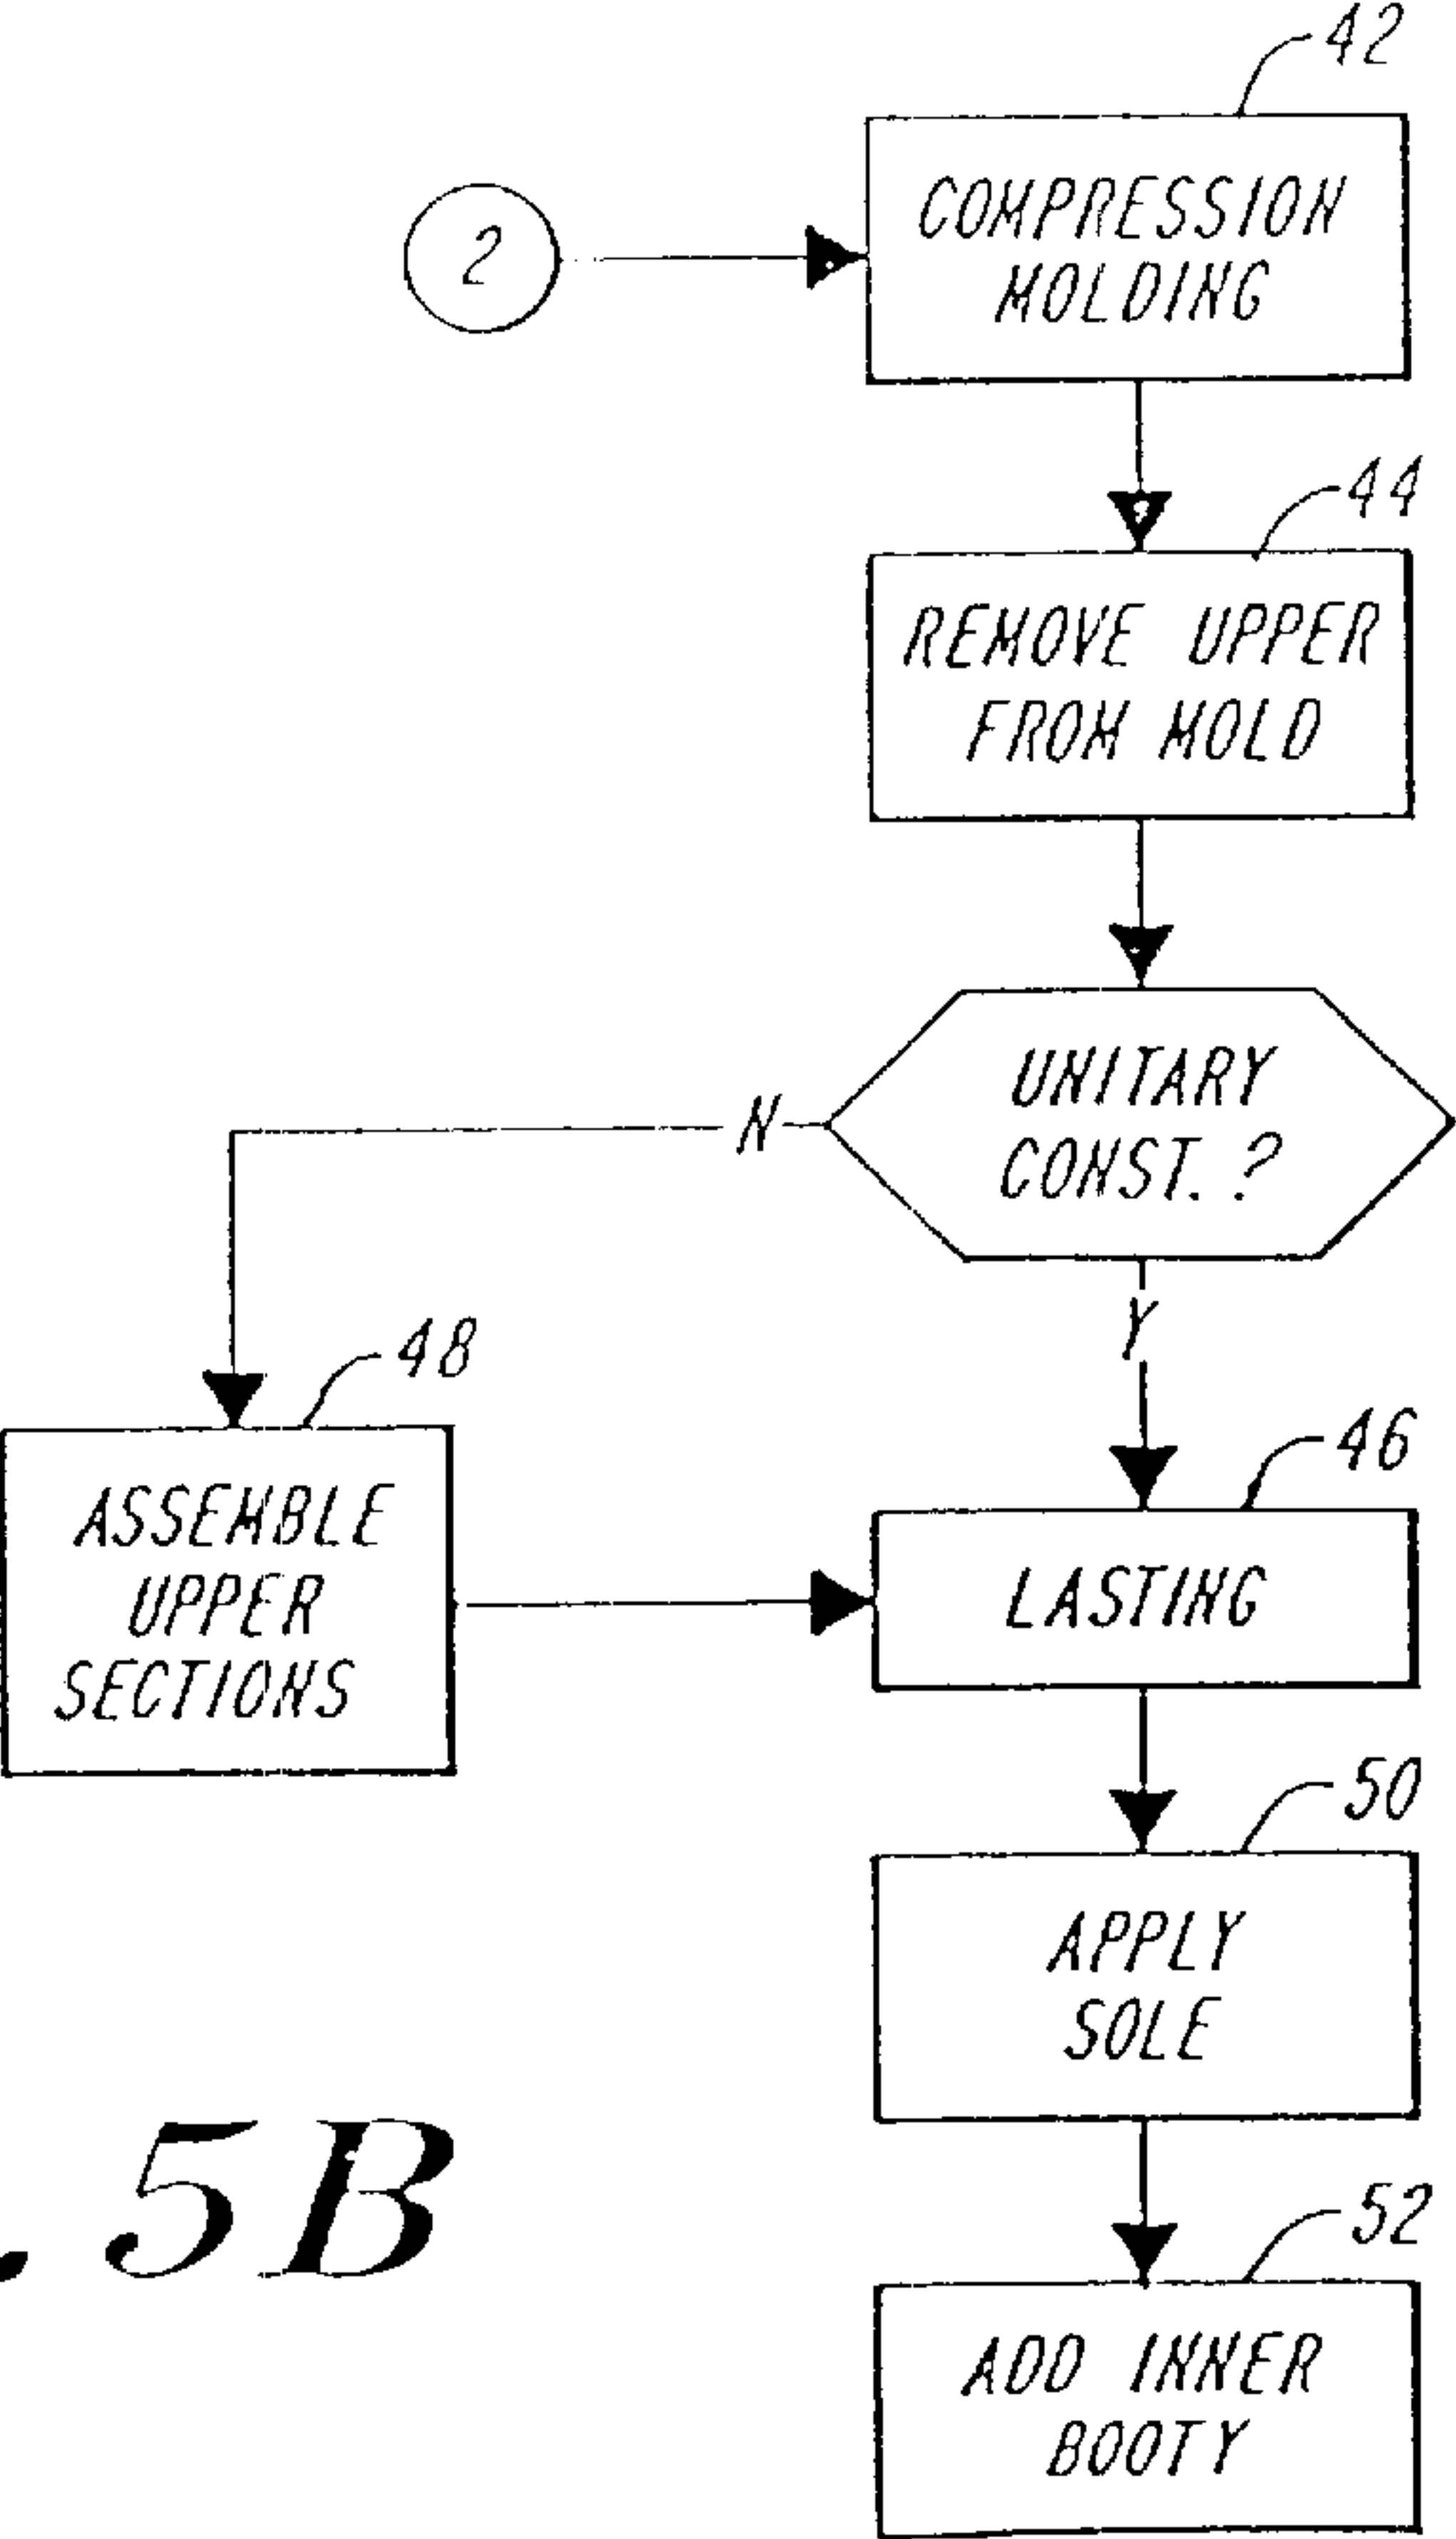 42
2
COMPRESSION
MOLDING
44
REMOVE UPPER
FROM MOLD
UNITARY
CONST.?
N
Y
48
ASSEMBLE
UPPER
SECTIONS
46
LASTING
50
APPLY
SOLE
52
ADD INNER
BOOTY
. 5B